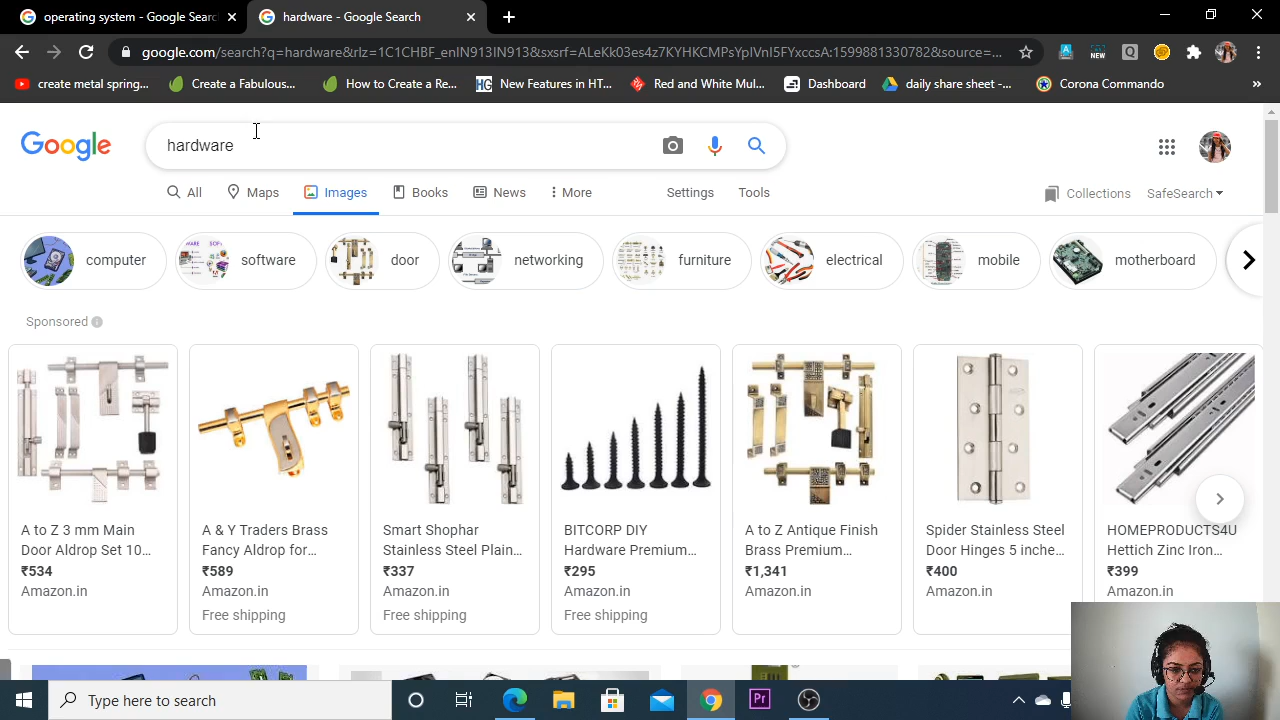 operating system - Google Searc
hardware - Google Search
google.com/search?q=hardware&rlz=1C1CHBF_enIN913IN913&sxsrf=ALeKk03es4z7KYHKCMPsYpIVnI5FYxccsA:1599881330782&source=...
create metal spring...
Create a Fabulous...
How to Create a Re...
HG New Features in HT...
Red and White Mul...
Dashboard
daily share sheet -...
Corona Commando
»
Google
hardware
All
Maps
Images
Books
News
More
Settings
Tools
Collections
SafeSearch
computer
software
door
networking
furniture
electrical
mobile
motherboard
Sponsored
A to Z 3 mm Main
Door Aldrop Set 10...
₹534
Amazon.in
A & Y Traders Brass
Fancy Aldrop for...
₹589
Amazon.in
Free shipping
Smart Shophar
Stainless Steel Plain...
₹337
Amazon.in
Free shipping
BITCORP DIY
Hardware Premium...
₹295
Amazon.in
Free shipping
A to Z Antique Finish
Brass Premium...
₹1,341
Amazon.in
Spider Stainless Steel
Door Hinges 5 inche...
₹400
Amazon.in
HOMEPRODUCTS4U
Hettich Zinc Iron...
₹399
Amazon.in
Type here to search
Pr